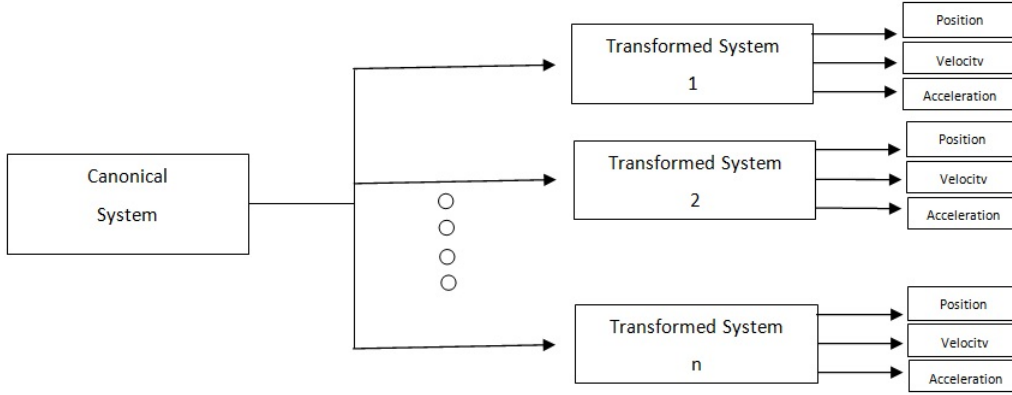 Position
Transformed System
Velocity
1
Acceleration
Position
Transformed System
Canonical
Velocity
2
System
Acceleration
Position
Transformed System
Velocity
n
Acceleration